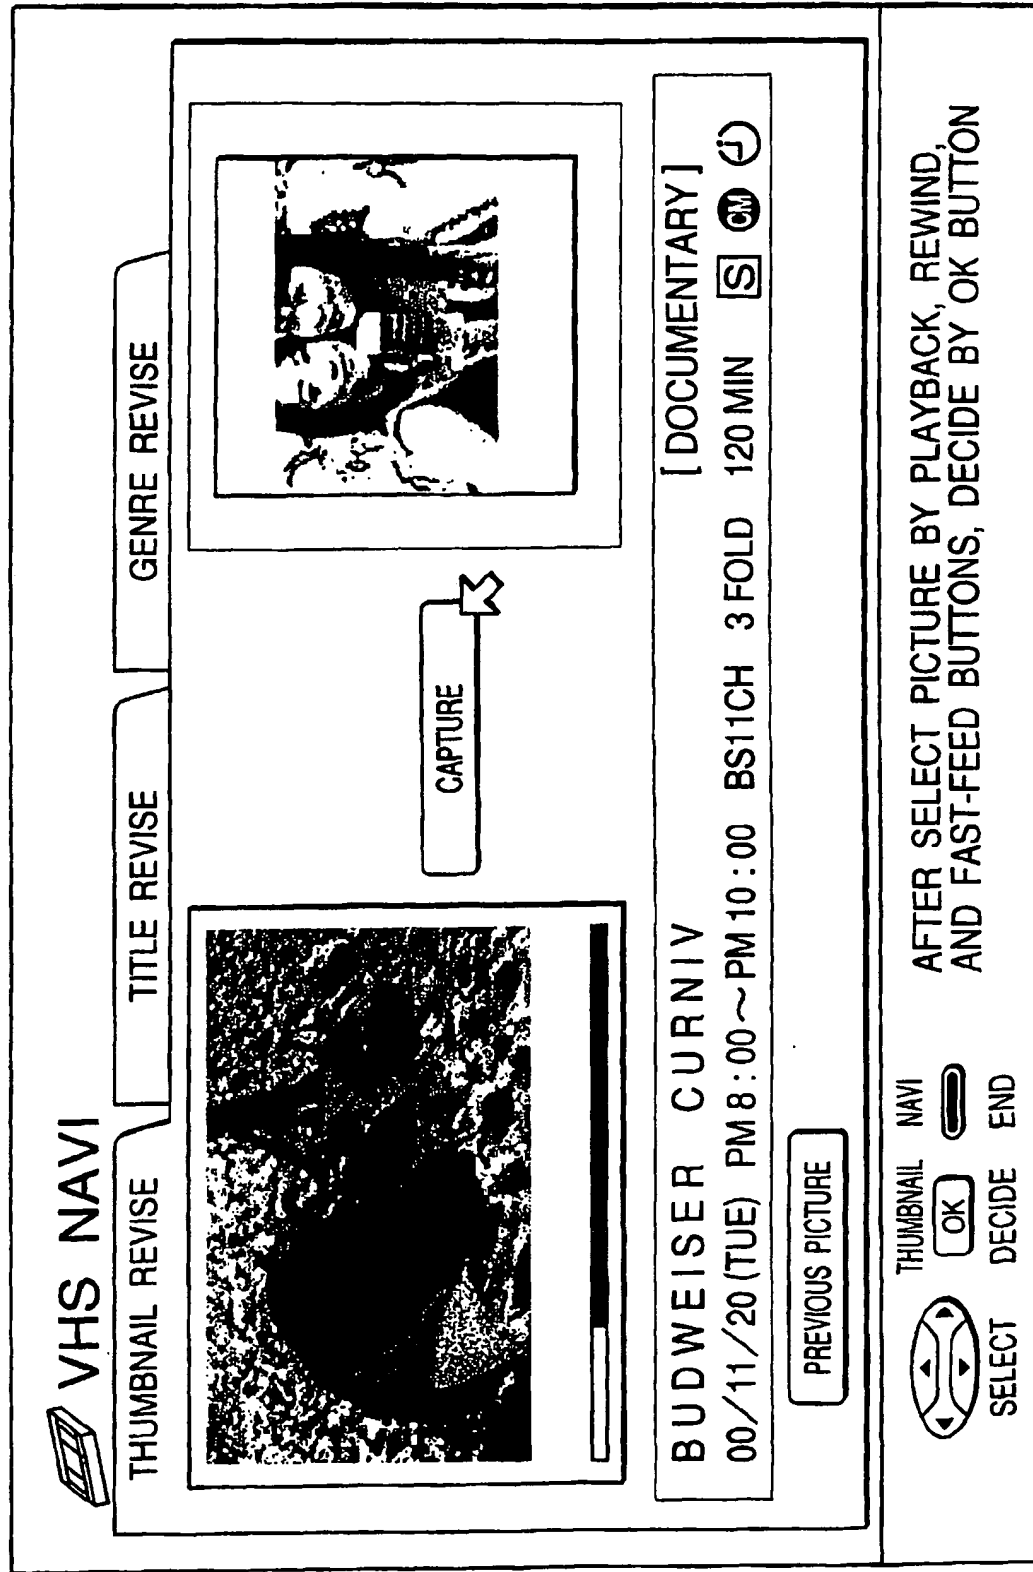 VHS NAVI
THUMBNAIL REVISE
TITLE REVISE
GENRE REVISE
CAPTURE
BUDWEISER CURNIV [DOCUMENTARY]
00/11/20 (TUE) PM 8:00~PM 10:00 BS11CH 3 FOLD 120 MIN S CM
PREVIOUS PICTURE
THUMBNAIL NAVI
OK
SELECT DECIDE END
AFTER SELECT PICTURE BY PLAYBACK, REWIND,
AND FAST-FEED BUTTONS, DECIDE BY OK BUTTON